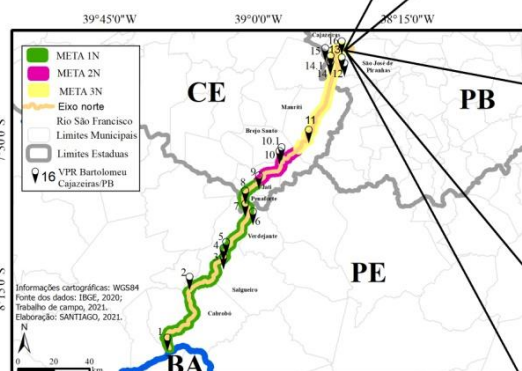 39°45'0"W
39°0'0"W
38°15'0"W
META 1N
META 2N
META 3N
Eixo norte
Rio São Francisco
Limites Municipais
Limites Estaduas
16
VPR Bartolomeu
Cajazeiras/PB
CE
PB
PE
BA
Cajazeiras
16
15
13
14.1
14
12
São José de
Piranhas
Mauriti
11
Brejo Santo
10.1
10
9
Jati
8
Penaforte
7
6
Verdejante
5
4
3
2
Salgueiro
Cabrobó
1
Informações cartográficas: WGS84
Fonte dos dados: IBGE, 2020;
Trabalho de campo, 2021.
Elaboração: SANTIAGO, 2021.
N
0 20 40
km